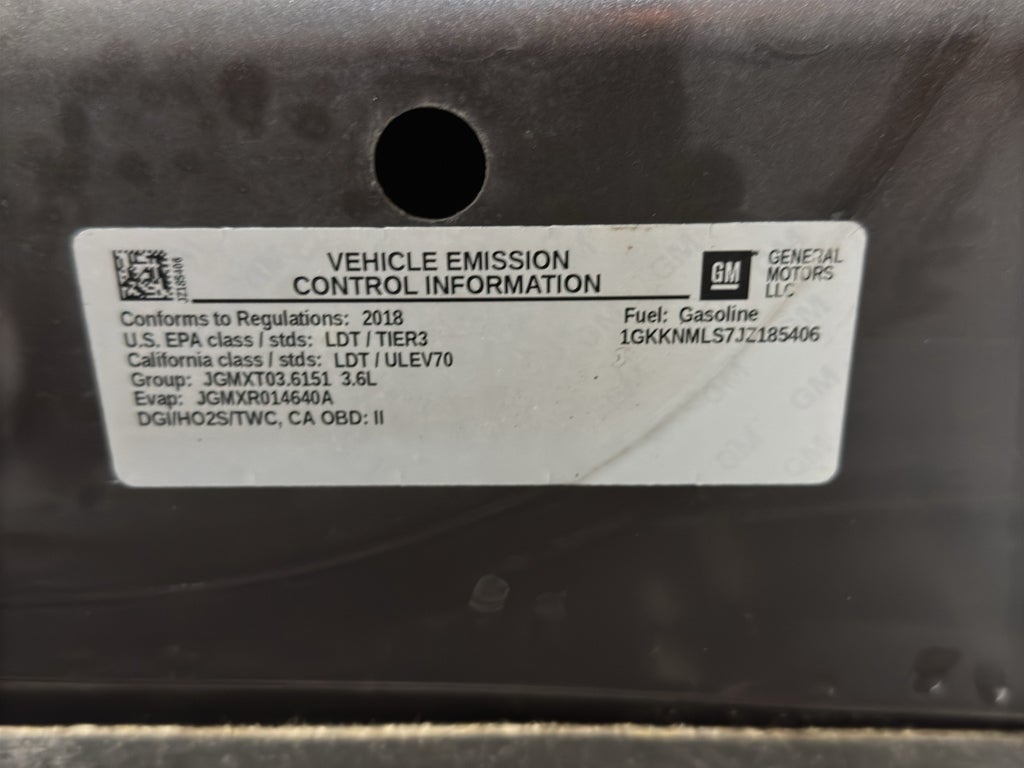 VEHICLE EMISSION
CONTROL INFORMATION
JZ185406
GM
GENERAL
MOTORS
LLC
Conforms to Regulations: 2018
U.S. EPA class / stds: LDT / TIER3
California class / stds: LDT / ULEV70
Group: JGMXT03.6151 3.6L
Evap: JGMXR014640A
DGI/HO2S/TWC, CA OBD: II
Fuel: Gasoline
1GKKNMLS7JZ185406